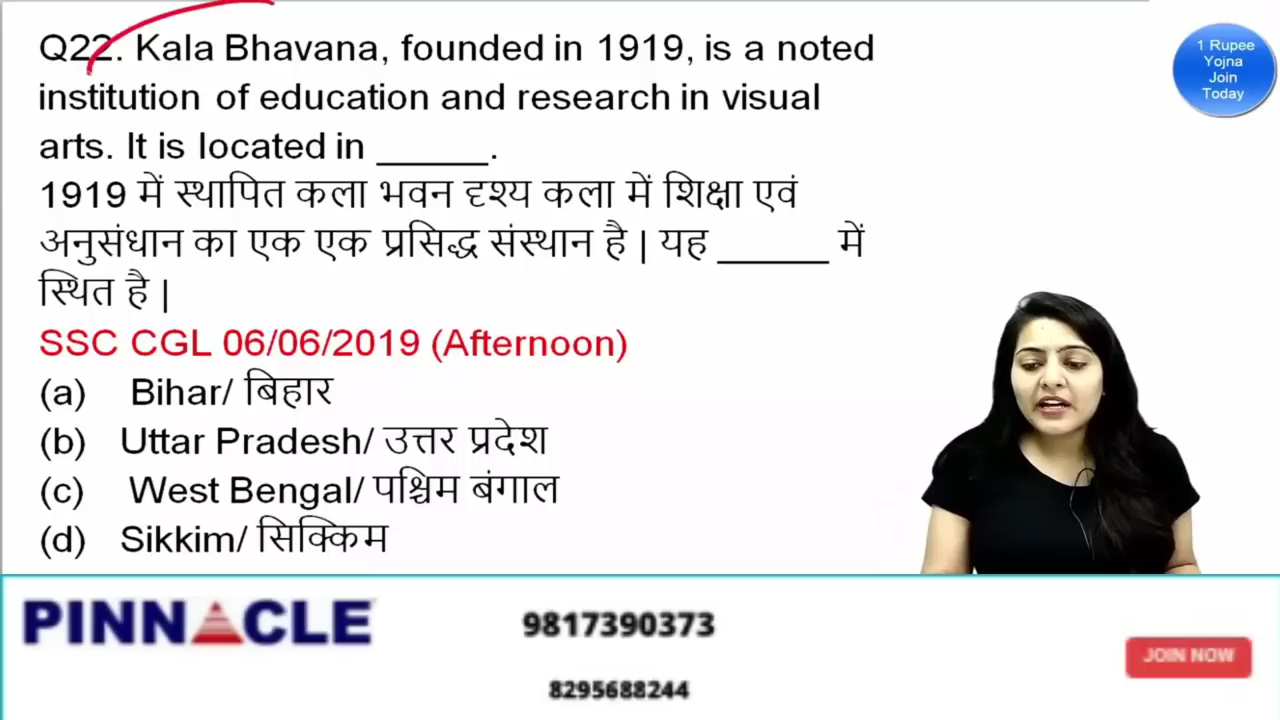 Q22. Kala Bhavana, founded in 1919, is a noted
institution of education and research in visual
arts. It is located in _____.
1919 में स्थापित कला भवन दृश्य कला में शिक्षा एवं
अनुसंधान का एक एक प्रसिद्ध संस्थान है | यह _____ में
स्थित है |
SSC CGL 06/06/2019 (Afternoon)
(a) Bihar/ बिहार
(b) Uttar Pradesh/ उत्तर प्रदेश
(c) West Bengal/ पश्चिम बंगाल
(d) Sikkim/ सिक्किम
1 Rupee
Yojna
Join
Today
PINNACLE
9817390373
8295688244
JOIN NOW